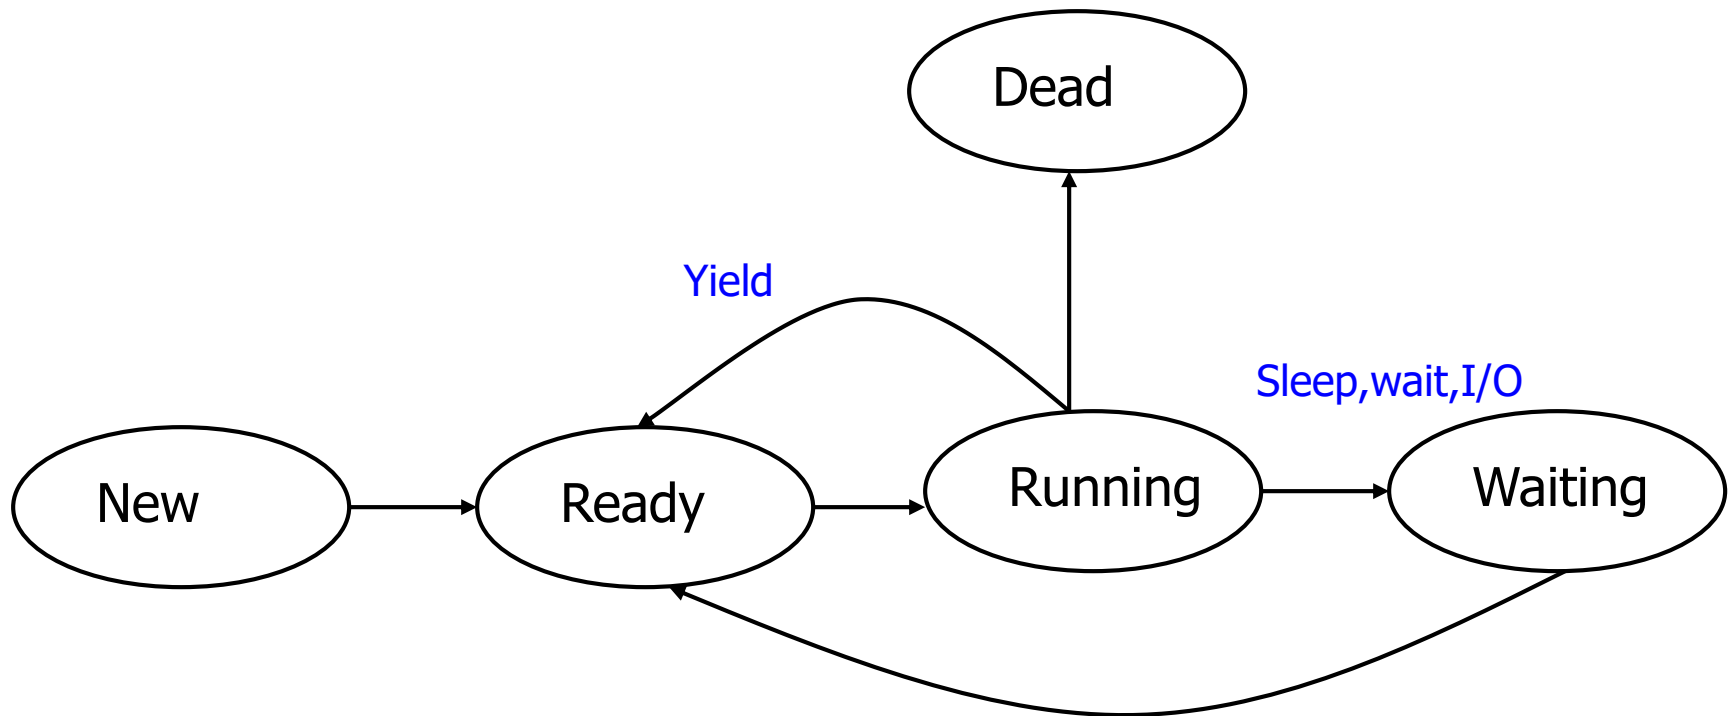 Dead
Yield
Sleep,wait,I/O
New
Ready
Running
Waiting